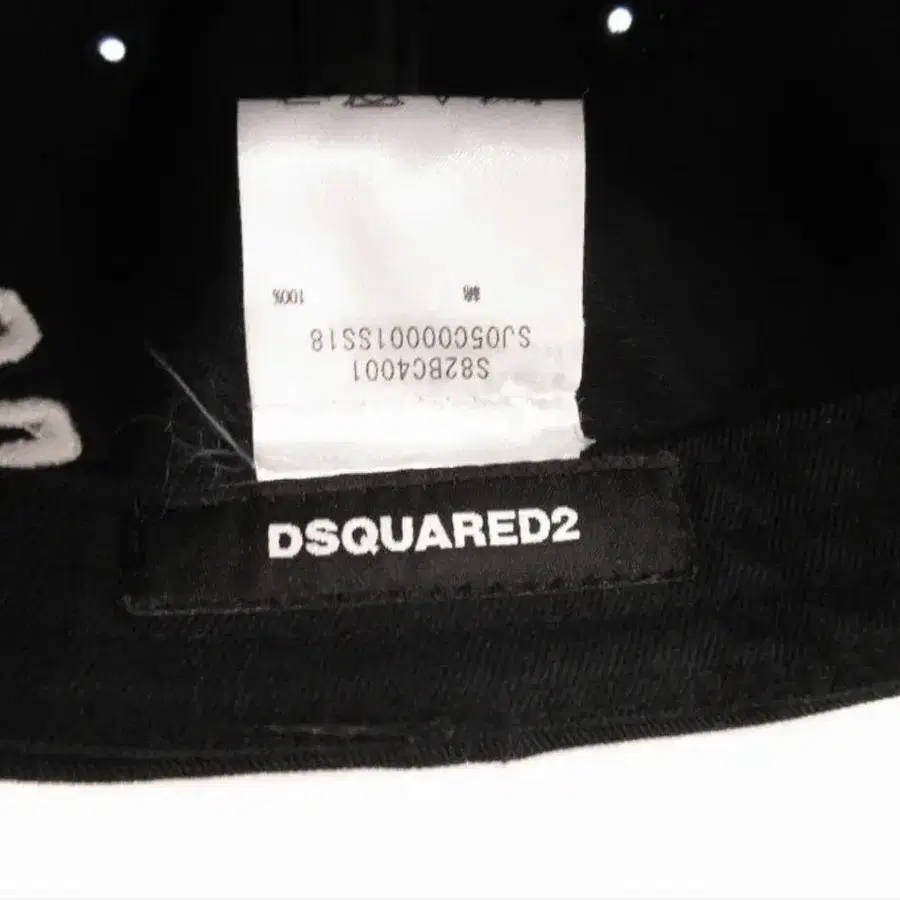 S82BC4001
SJ05C00001SS18
綿 100%
DSQUARED2